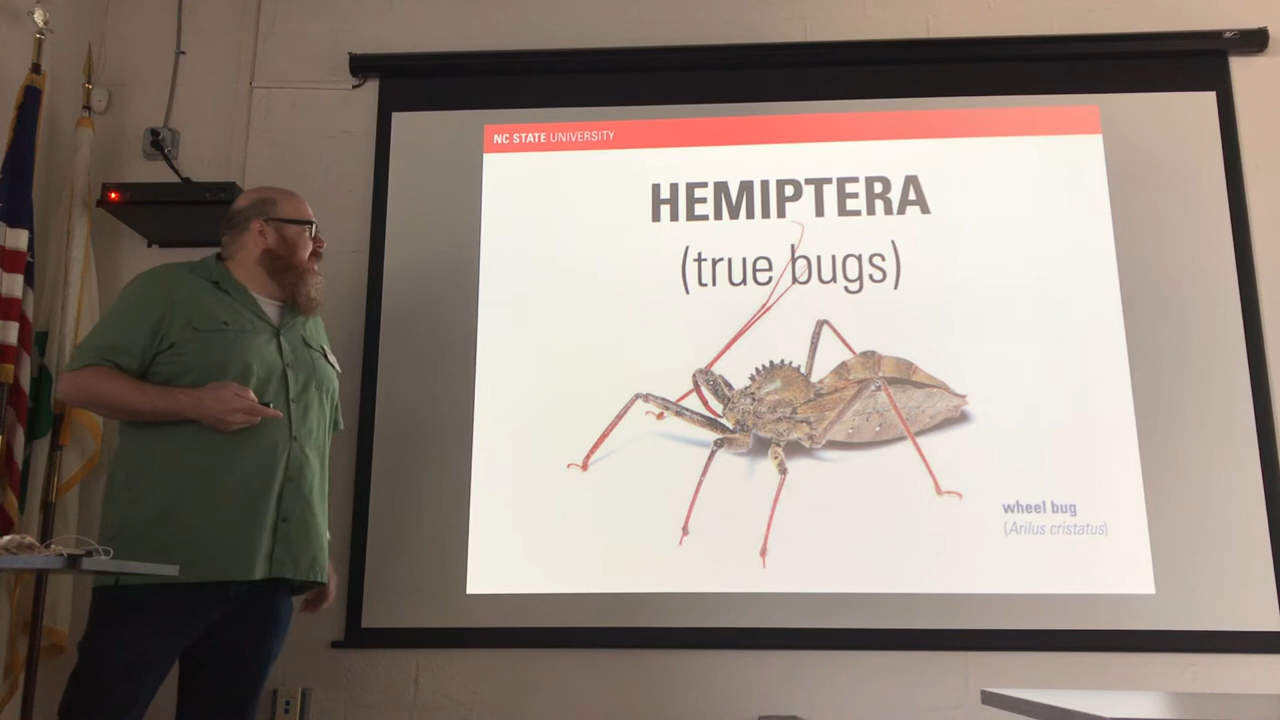 NC STATE UNIVERSITY
HEMIPTERA
(true bugs)
wheel bug
(Arilus cristatus)